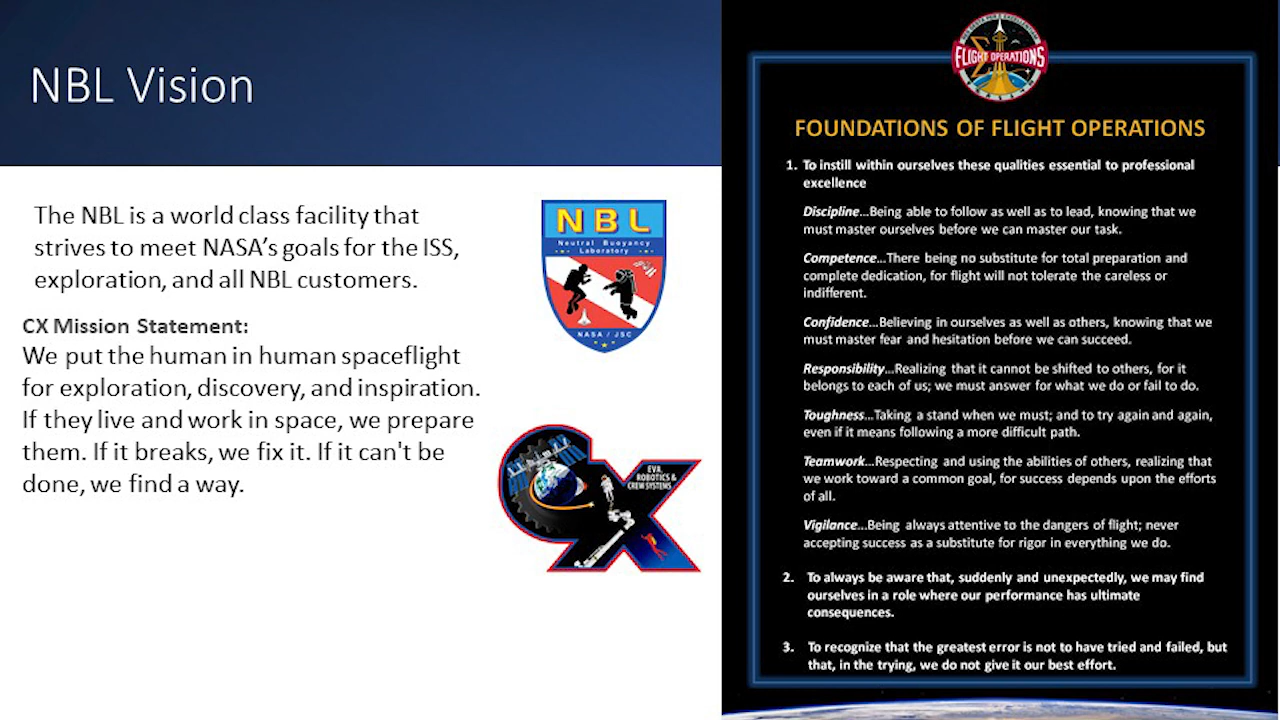 NBL Vision
The NBL is a world class facility that
strives to meet NASA’s goals for the ISS,
exploration, and all NBL customers.
CX Mission Statement:
We put the human in human spaceflight
for exploration, discovery, and inspiration.
If they live and work in space, we prepare
them. If it breaks, we fix it. If it can't be
done, we find a way.
NBL
Neutral Buoyancy
Laboratory
NASA / JSC
CX
EVA,
ROBOTICS &
CREW SYSTEMS
FLIGHT OPERATIONS
FOUNDATIONS OF FLIGHT OPERATIONS
1. To instill within ourselves these qualities essential to professional
excellence
Discipline...Being able to follow as well as to lead, knowing that we
must master ourselves before we can master our task.
Competence...There being no substitute for total preparation and
complete dedication, for flight will not tolerate the careless or
indifferent.
Confidence...Believing in ourselves as well as others, knowing that we
must master fear and hesitation before we can succeed.
Responsibility...Realizing that it cannot be shifted to others, for it
belongs to each of us; we must answer for what we do or fail to do.
Toughness...Taking a stand when we must; and to try again and again,
even if it means following a more difficult path.
Teamwork...Respecting and using the abilities of others, realizing that
we work toward a common goal, for success depends upon the efforts
of all.
Vigilance...Being always attentive to the dangers of flight; never
accepting success as a substitute for rigor in everything we do.
2. To always be aware that, suddenly and unexpectedly, we may find
ourselves in a role where our performance has ultimate
consequences.
3. To recognize that the greatest error is not to have tried and failed, but
that, in the trying, we do not give it our best effort.